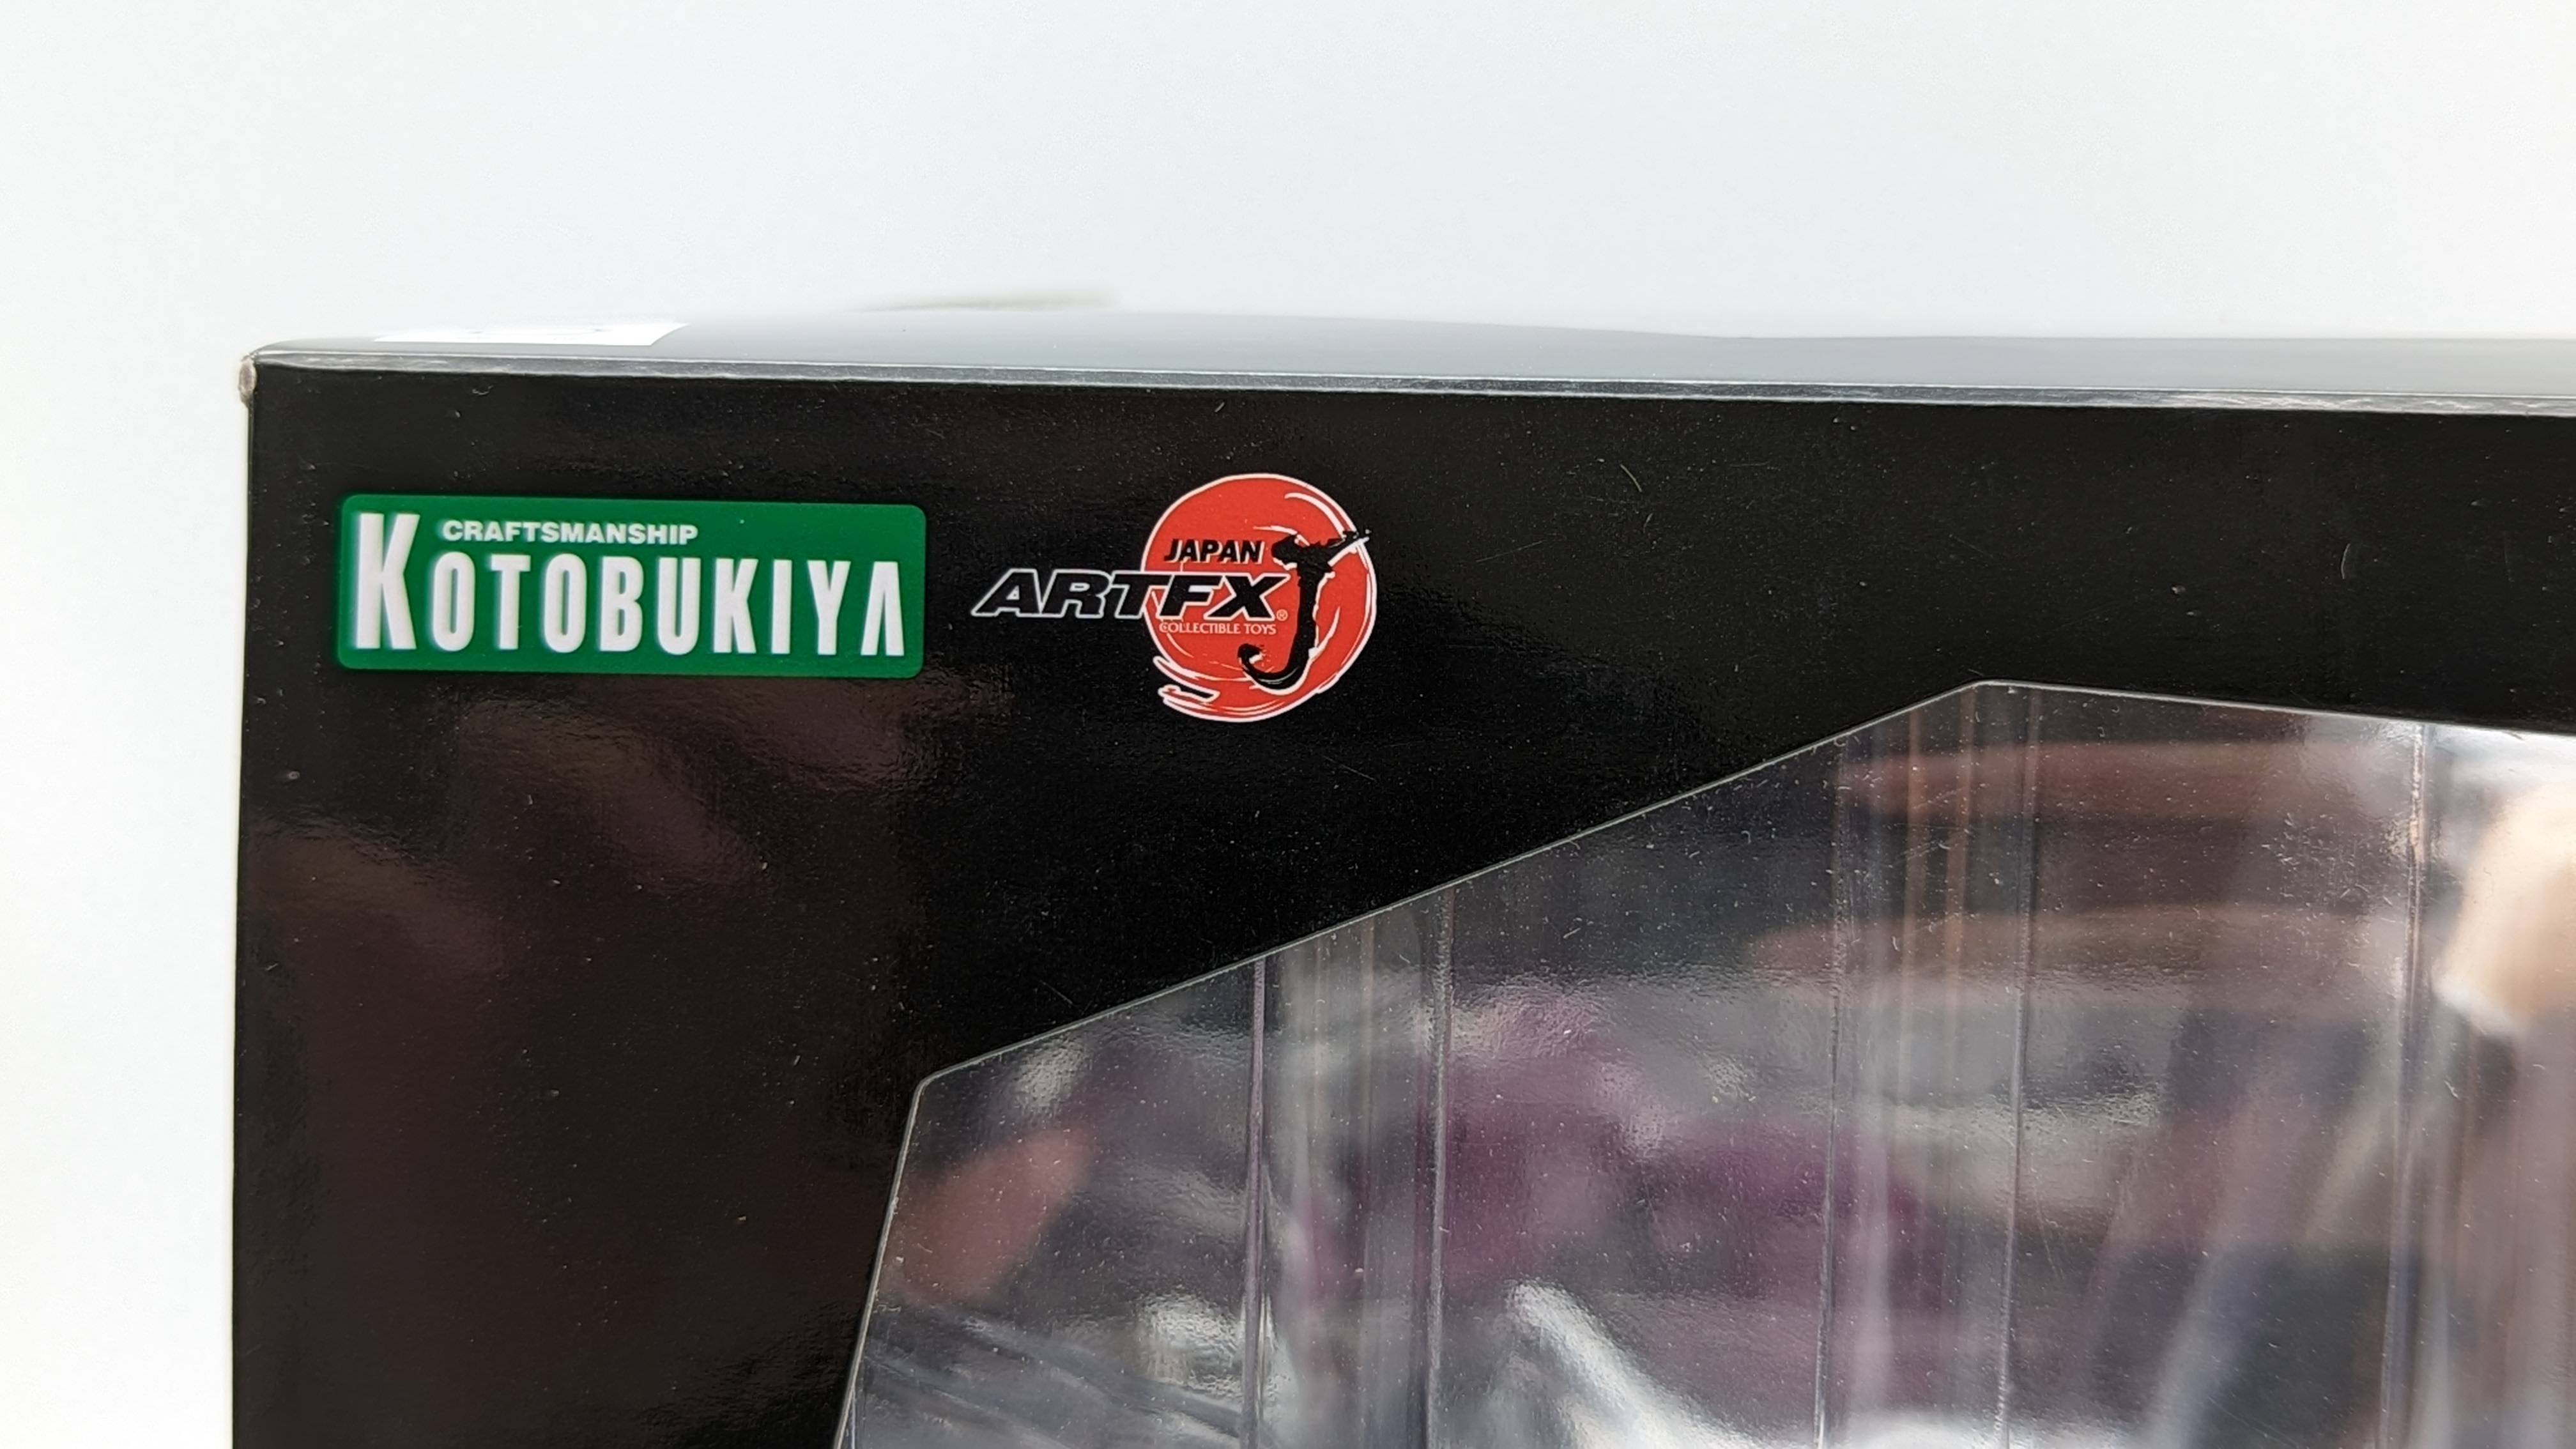 CRAFTSMANSHIP
KOTOBUKIYA
JAPAN
ARTFX J®
COLLECTIBLE TOYS